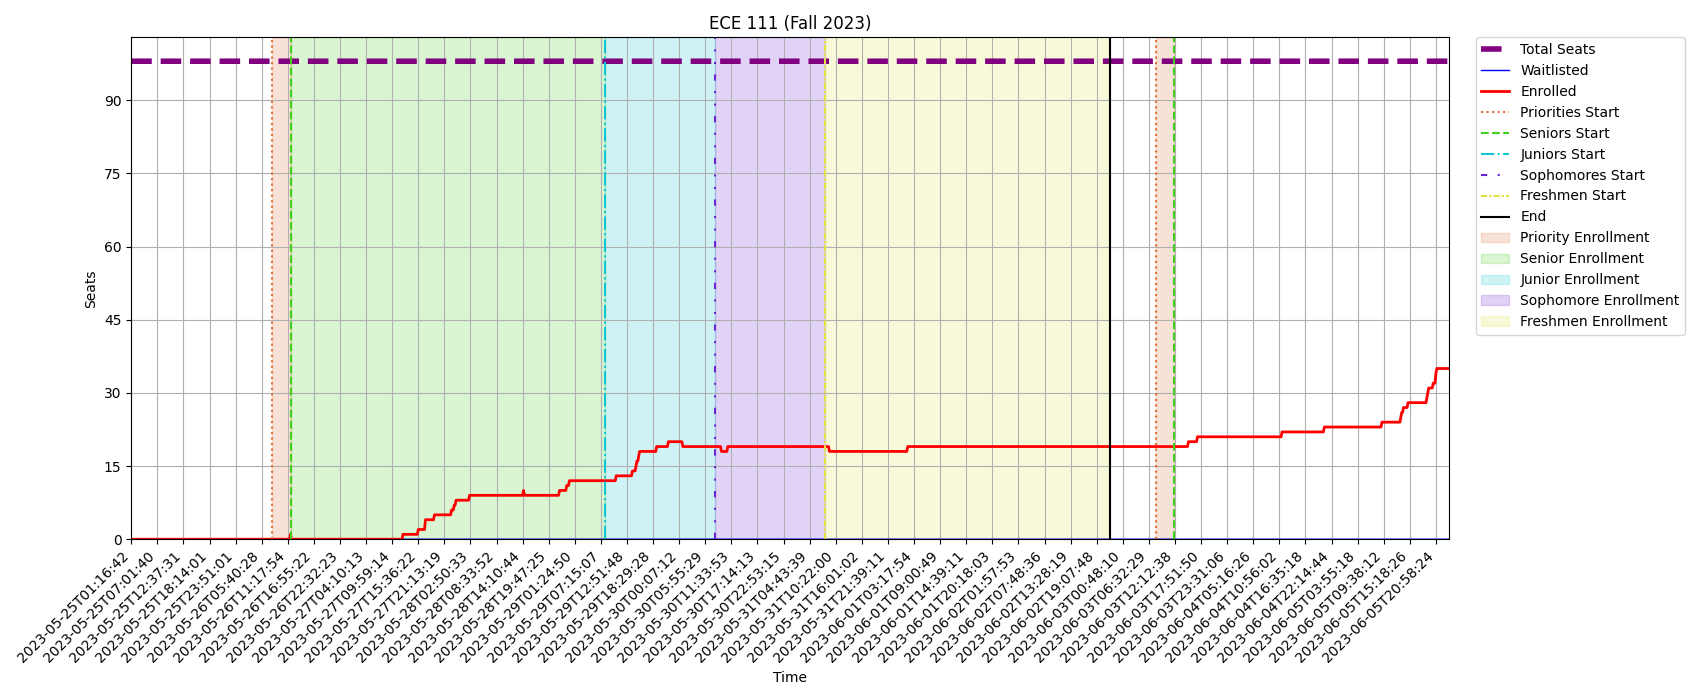 ECE 111 (Fall 2023)
Seats
90
75
60
45
30
15
0
2023-05-25T01:16:42
2023-05-25T07:01:40
2023-05-25T12:37:31
2023-05-25T18:14:01
2023-05-25T23:51:01
2023-05-26T05:40:28
2023-05-26T11:17:54
2023-05-26T16:55:22
2023-05-26T22:32:23
2023-05-27T04:10:13
2023-05-27T09:59:14
2023-05-27T15:36:22
2023-05-27T21:13:19
2023-05-28T02:50:33
2023-05-28T08:33:52
2023-05-28T14:10:44
2023-05-28T19:47:25
2023-05-29T01:24:50
2023-05-29T07:15:07
2023-05-29T12:51:48
2023-05-29T18:29:28
2023-05-30T00:07:12
2023-05-30T05:55:29
2023-05-30T11:33:53
2023-05-30T17:14:13
2023-05-30T22:53:15
2023-05-31T04:43:39
2023-05-31T10:22:00
2023-05-31T16:01:02
2023-05-31T21:39:11
2023-06-01T03:17:54
2023-06-01T09:00:49
2023-06-01T14:39:11
2023-06-01T20:18:03
2023-06-02T01:57:53
2023-06-02T07:48:36
2023-06-02T13:28:19
2023-06-02T19:07:48
2023-06-03T00:48:10
2023-06-03T06:32:29
2023-06-03T12:12:38
2023-06-03T17:51:50
2023-06-03T23:31:06
2023-06-04T05:16:26
2023-06-04T10:56:02
2023-06-04T16:35:18
2023-06-04T22:14:44
2023-06-05T03:55:18
2023-06-05T09:38:12
2023-06-05T15:18:26
2023-06-05T20:58:24
Time
Total Seats
Waitlisted
Enrolled
Priorities Start
Seniors Start
Juniors Start
Sophomores Start
Freshmen Start
End
Priority Enrollment
Senior Enrollment
Junior Enrollment
Sophomore Enrollment
Freshmen Enrollment